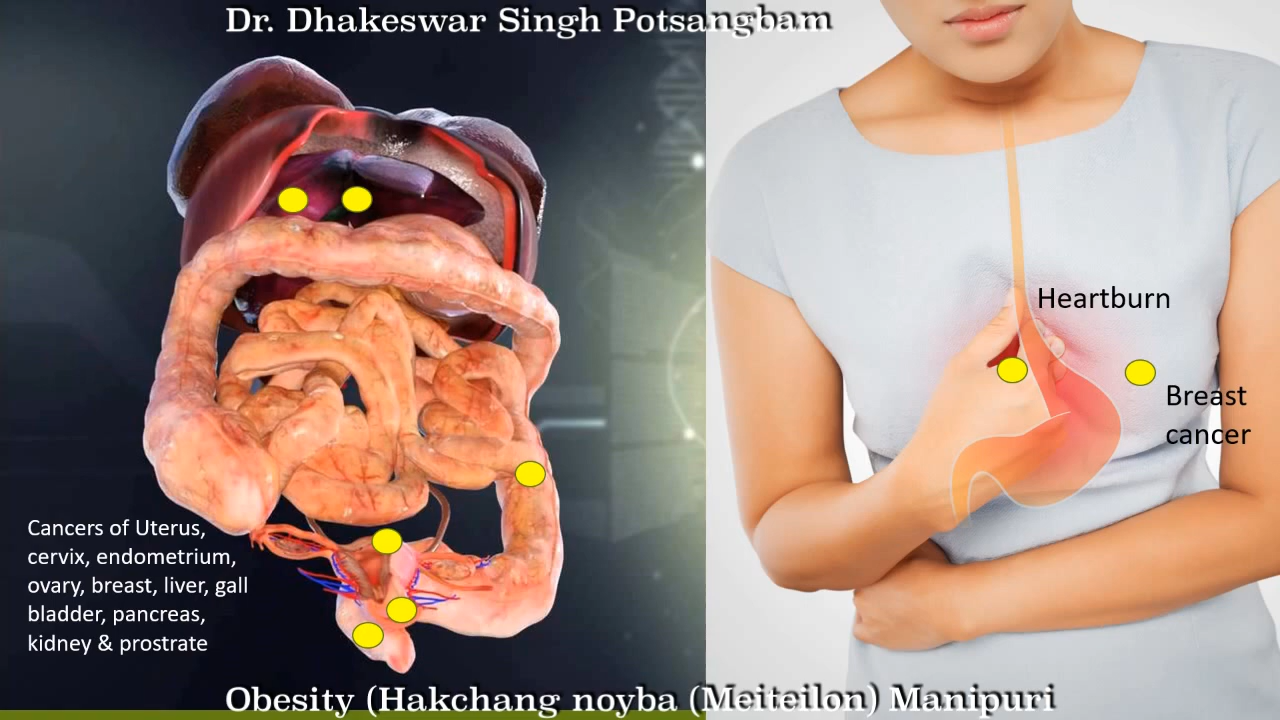 Dr. Dhakeswar Singh Potsangbam
Heartburn
Breast
cancer
Cancers of Uterus,
cervix, endometrium,
ovary, breast, liver, gall
bladder, pancreas,
kidney & prostrate
Obesity (Hakchang noyba (Meiteilon) Manipuri